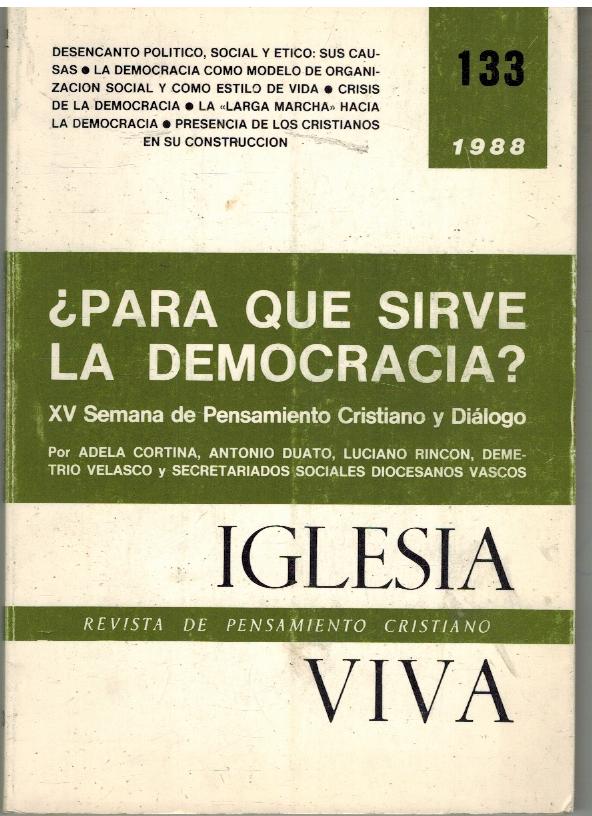 DESENCANTO POLITICO, SOCIAL Y ETICO: SUS CAU-
SAS ● LA DEMOCRACIA COMO MODELO DE ORGANI-
ZACION SOCIAL Y COMO ESTILO DE VIDA ● CRISIS
DE LA DEMOCRACIA ● LA «LARGA MARCHA» HACIA
LA DEMOCRACIA ● PRESENCIA DE LOS CRISTIANOS
EN SU CONSTRUCCION
133
1988
¿PARA QUE SIRVE
LA DEMOCRACIA?
XV Semana de Pensamiento Cristiano y Diálogo
Por ADELA CORTINA, ANTONIO DUATO, LUCIANO RINCON, DEME-
TRIO VELASCO y SECRETARIADOS SOCIALES DIOCESANOS VASCOS
IGLESIA
REVISTA DE PENSAMIENTO CRISTIANO
VIVA